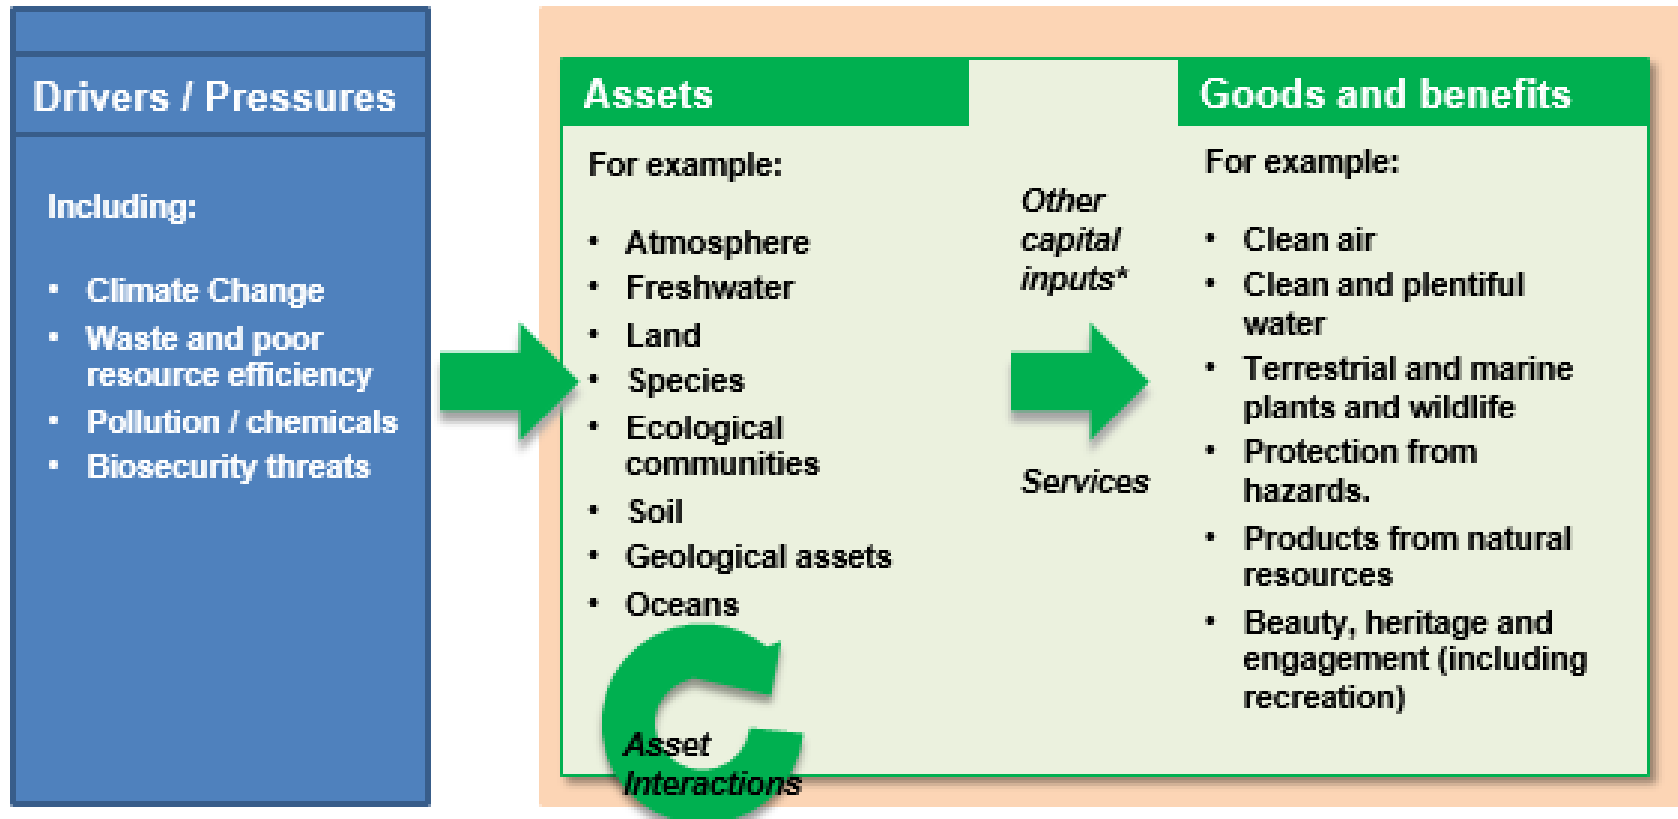 Drivers / Pressures
Including:
• Climate Change
• Waste and poor
resource efficiency
• Pollution / chemicals
• Biosecurity threats
Assets
For example:
• Atmosphere
• Freshwater
• Land
• Species
• Ecological
communities
• Soil
• Geological assets
• Oceans
Asset
Interactions
Other
capital
inputs*
Services
Goods and benefits
For example:
• Clean air
• Clean and plentiful
water
• Terrestrial and marine
plants and wildlife
• Protection from
hazards.
• Products from natural
resources
• Beauty, heritage and
engagement (including
recreation)